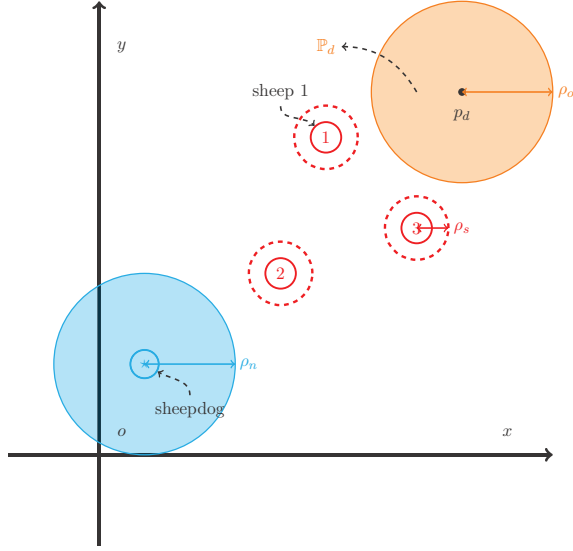 y
ℙ_d
sheep 1
ρ_o
p_d
1
3
ρ_s
2
ρ_n
sheepdog
o
x